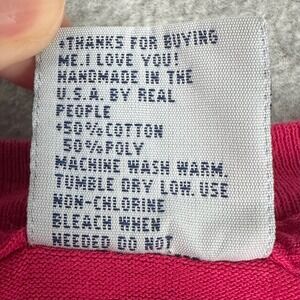 *THANKS FOR BUYING
ME.I LOVE YOU!
HANDMADE IN THE
U.S.A. BY REAL
PEOPLE
*50%COTTON
50%POLY
MACHINE WASH WARM.
TUMBLE DRY LOW. USE
NON-CHLORINE
BLEACH WHEN
NEEDED DO NOT